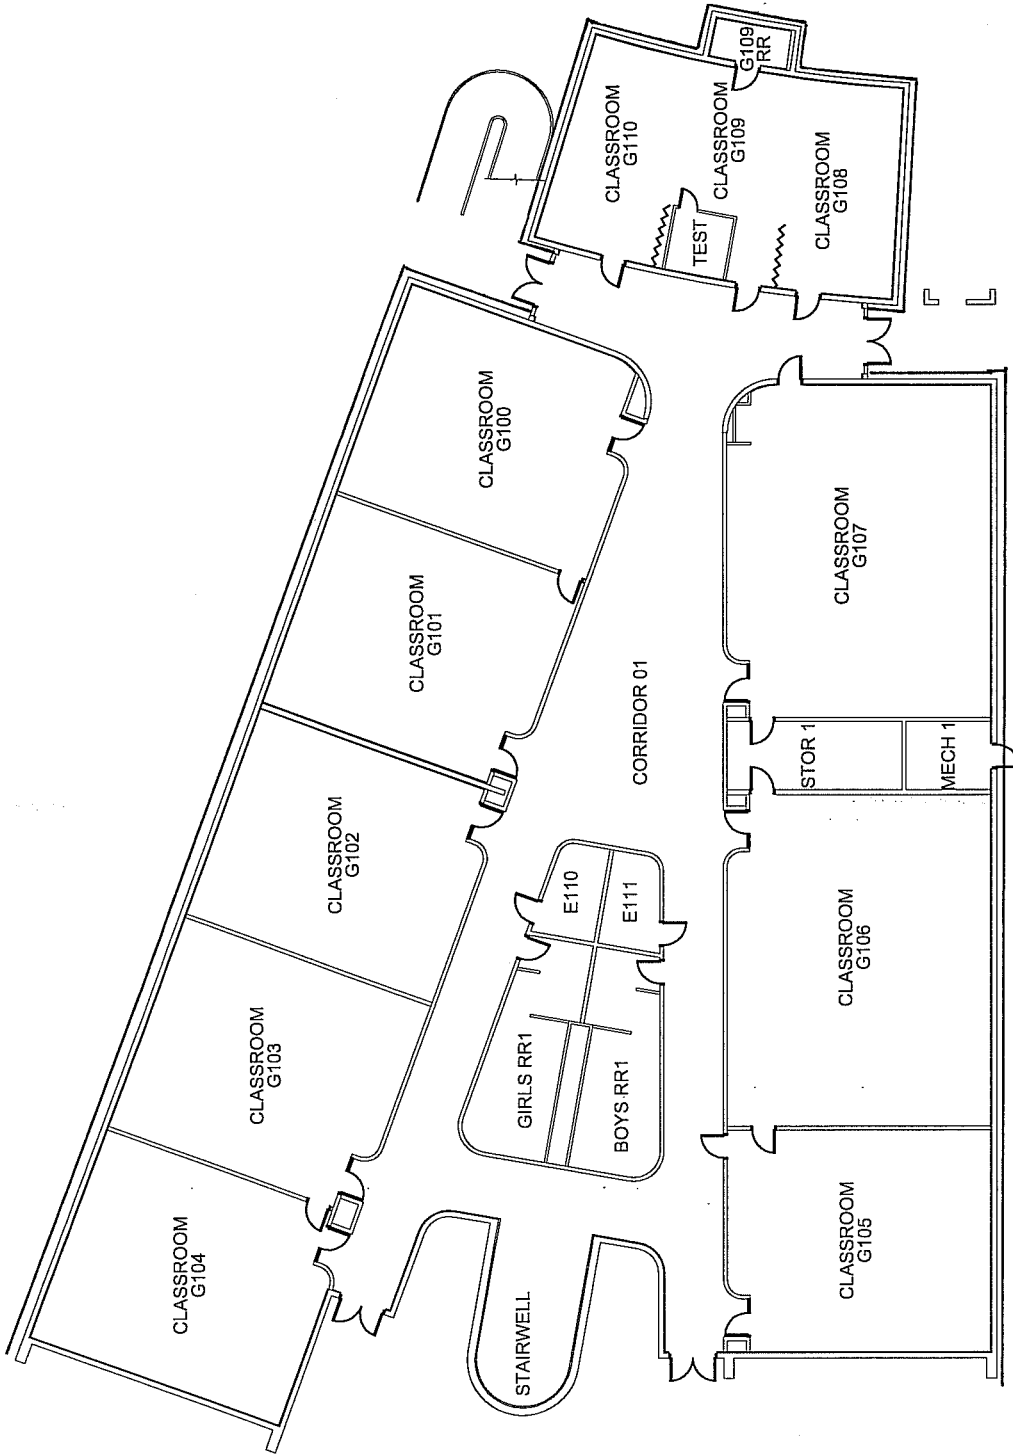 G109
RR
CLASSROOM
G110
CLASSROOM
G109
CLASSROOM
G108
TEST
CLASSROOM
G100
CLASSROOM
G107
CLASSROOM
G101
CORRIDOR 01
STOR 1
MECH 1
CLASSROOM
G102
E110
E111
CLASSROOM
G106
CLASSROOM
G103
GIRLS RR1
BOYS RR1
CLASSROOM
G104
STAIRWELL
CLASSROOM
G105